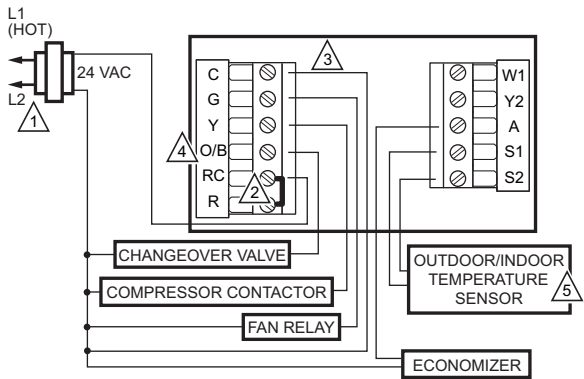 L1
(HOT)
24 VAC
L2
1
3
C
G
Y
4
O/B
RC
R
2
W1
Y2
A
S1
S2
CHANGEOVER VALVE
COMPRESSOR CONTACTOR
FAN RELAY
OUTDOOR/INDOOR
TEMPERATURE
SENSOR
5
ECONOMIZER